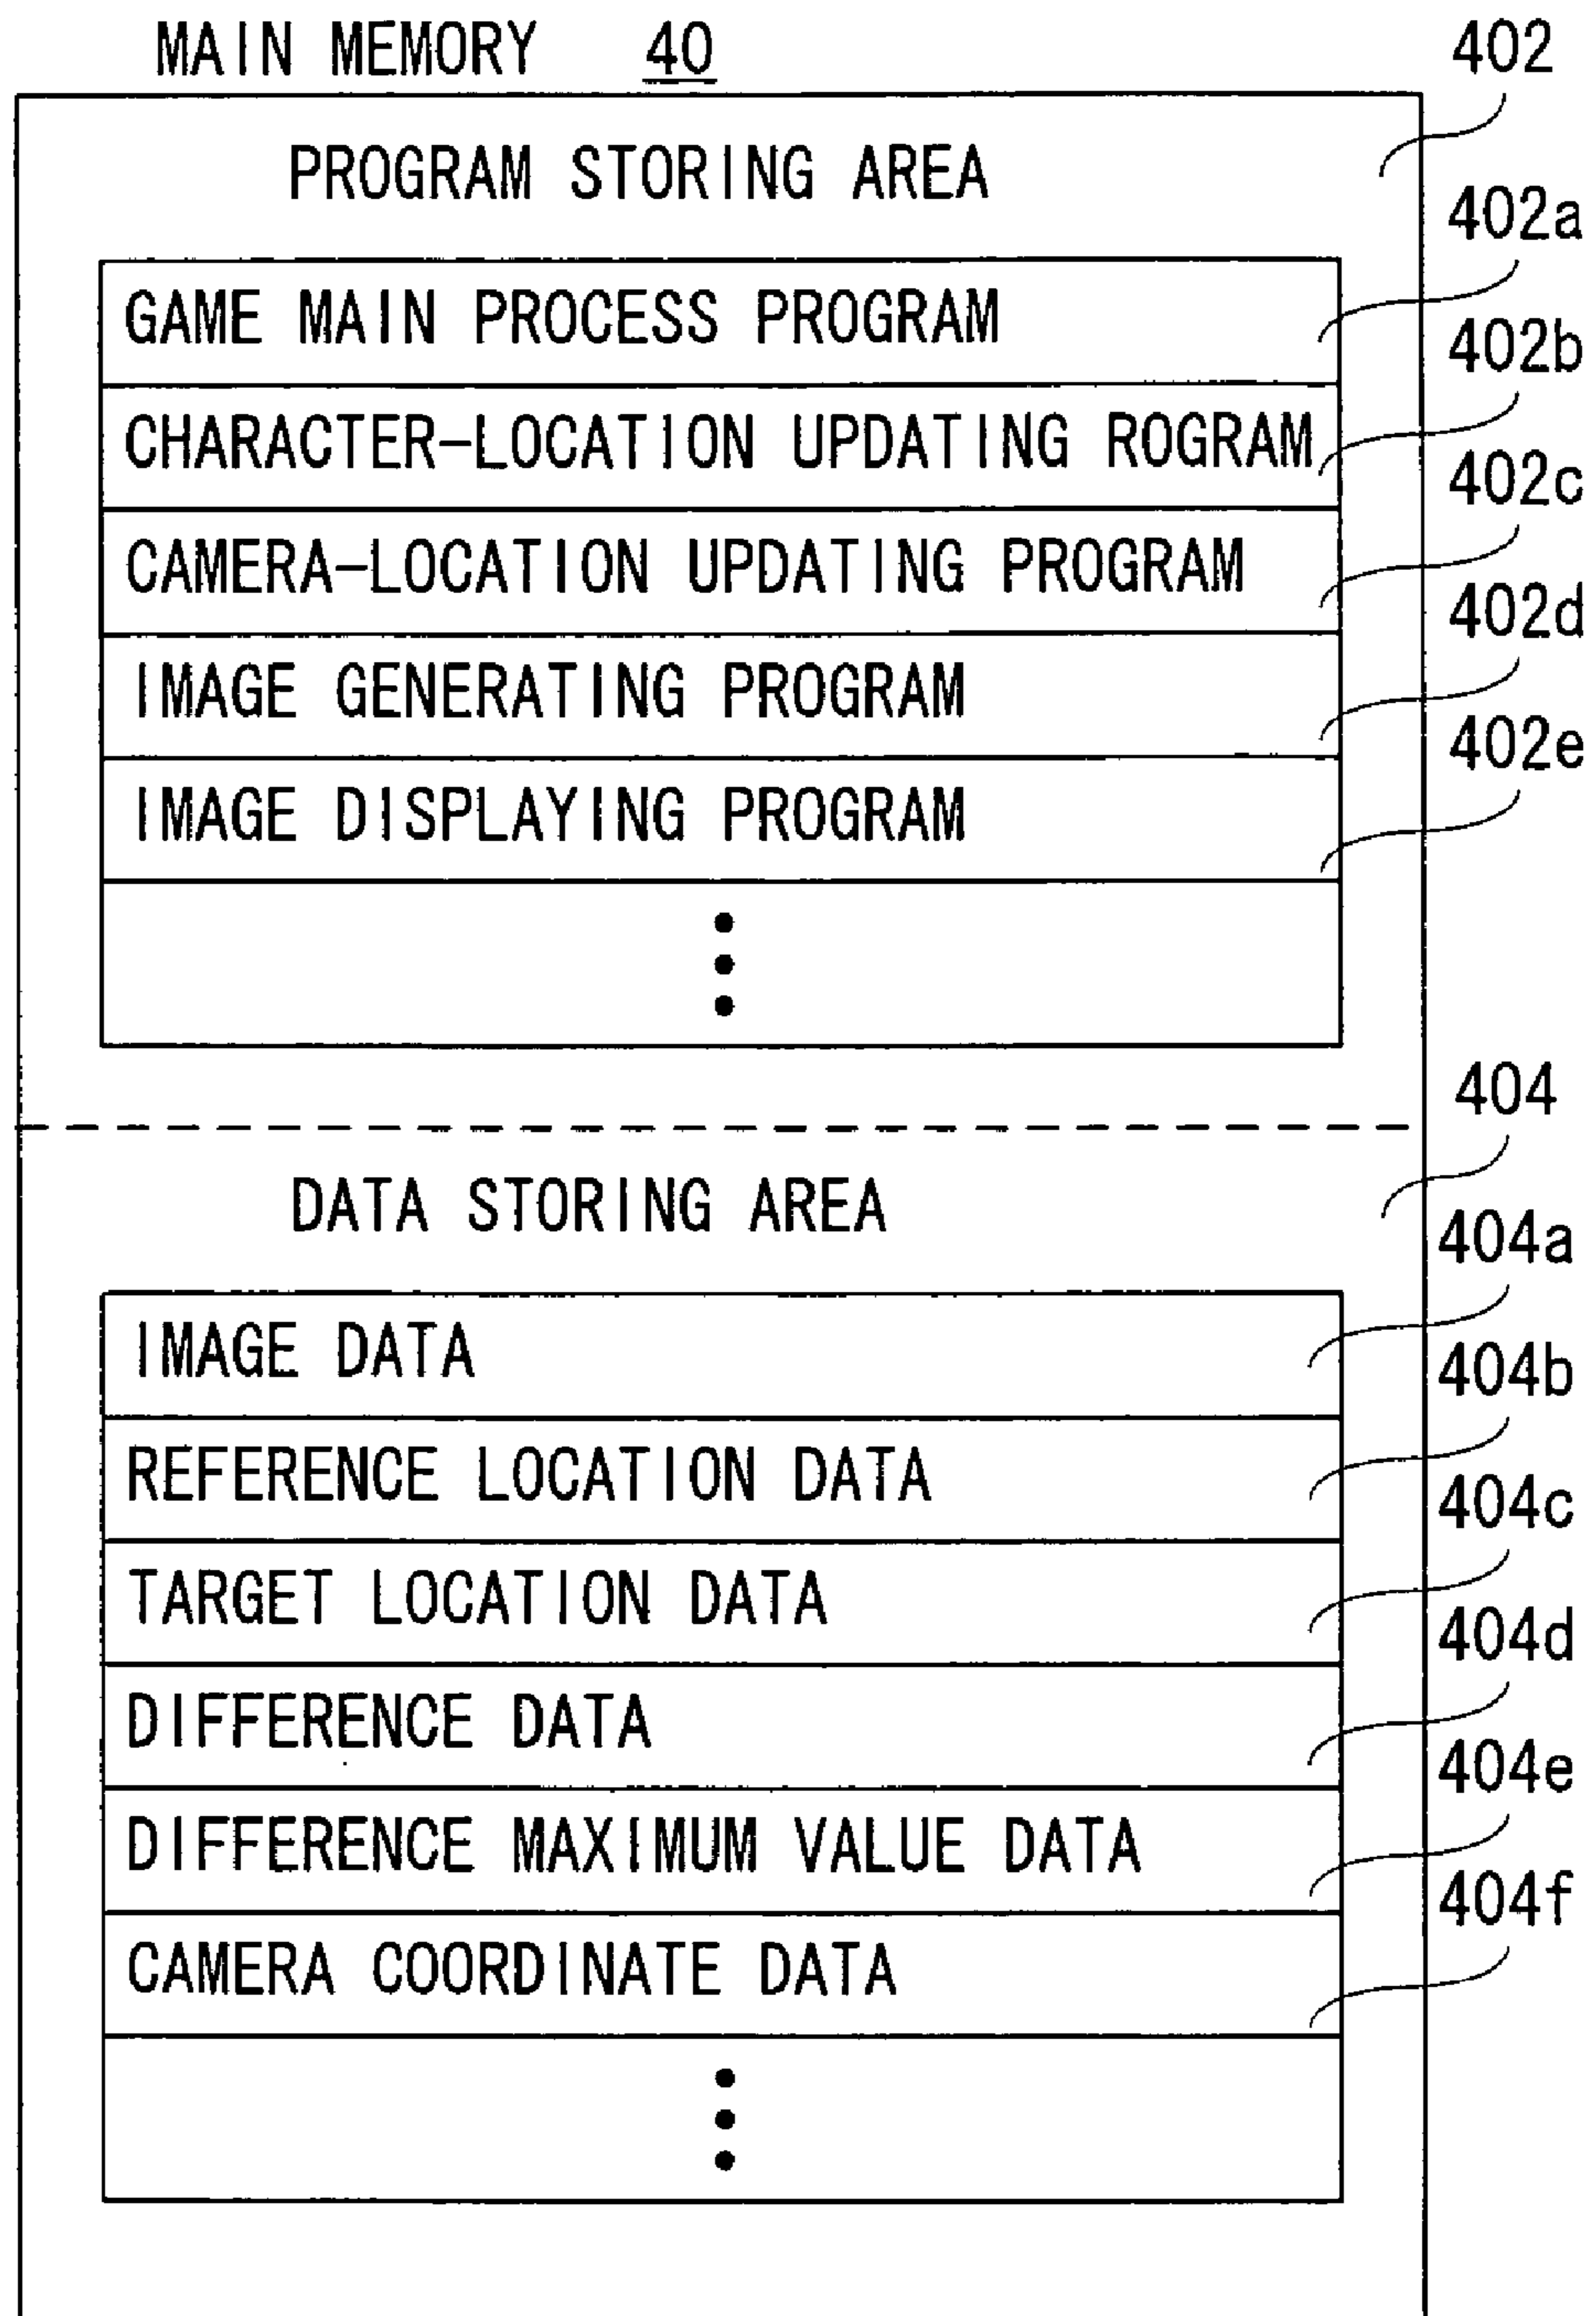 MAIN MEMORY 40
402
PROGRAM STORING AREA
402a
GAME MAIN PROCESS PROGRAM
402b
CHARACTER-LOCATION UPDATING ROGRAM
402c
CAMERA-LOCATION UPDATING PROGRAM
402d
IMAGE GENERATING PROGRAM
402e
IMAGE DISPLAYING PROGRAM
404
DATA STORING AREA
404a
IMAGE DATA
404b
REFERENCE LOCATION DATA
404c
TARGET LOCATION DATA
404d
DIFFERENCE DATA
404e
DIFFERENCE MAXIMUM VALUE DATA
404f
CAMERA COORDINATE DATA